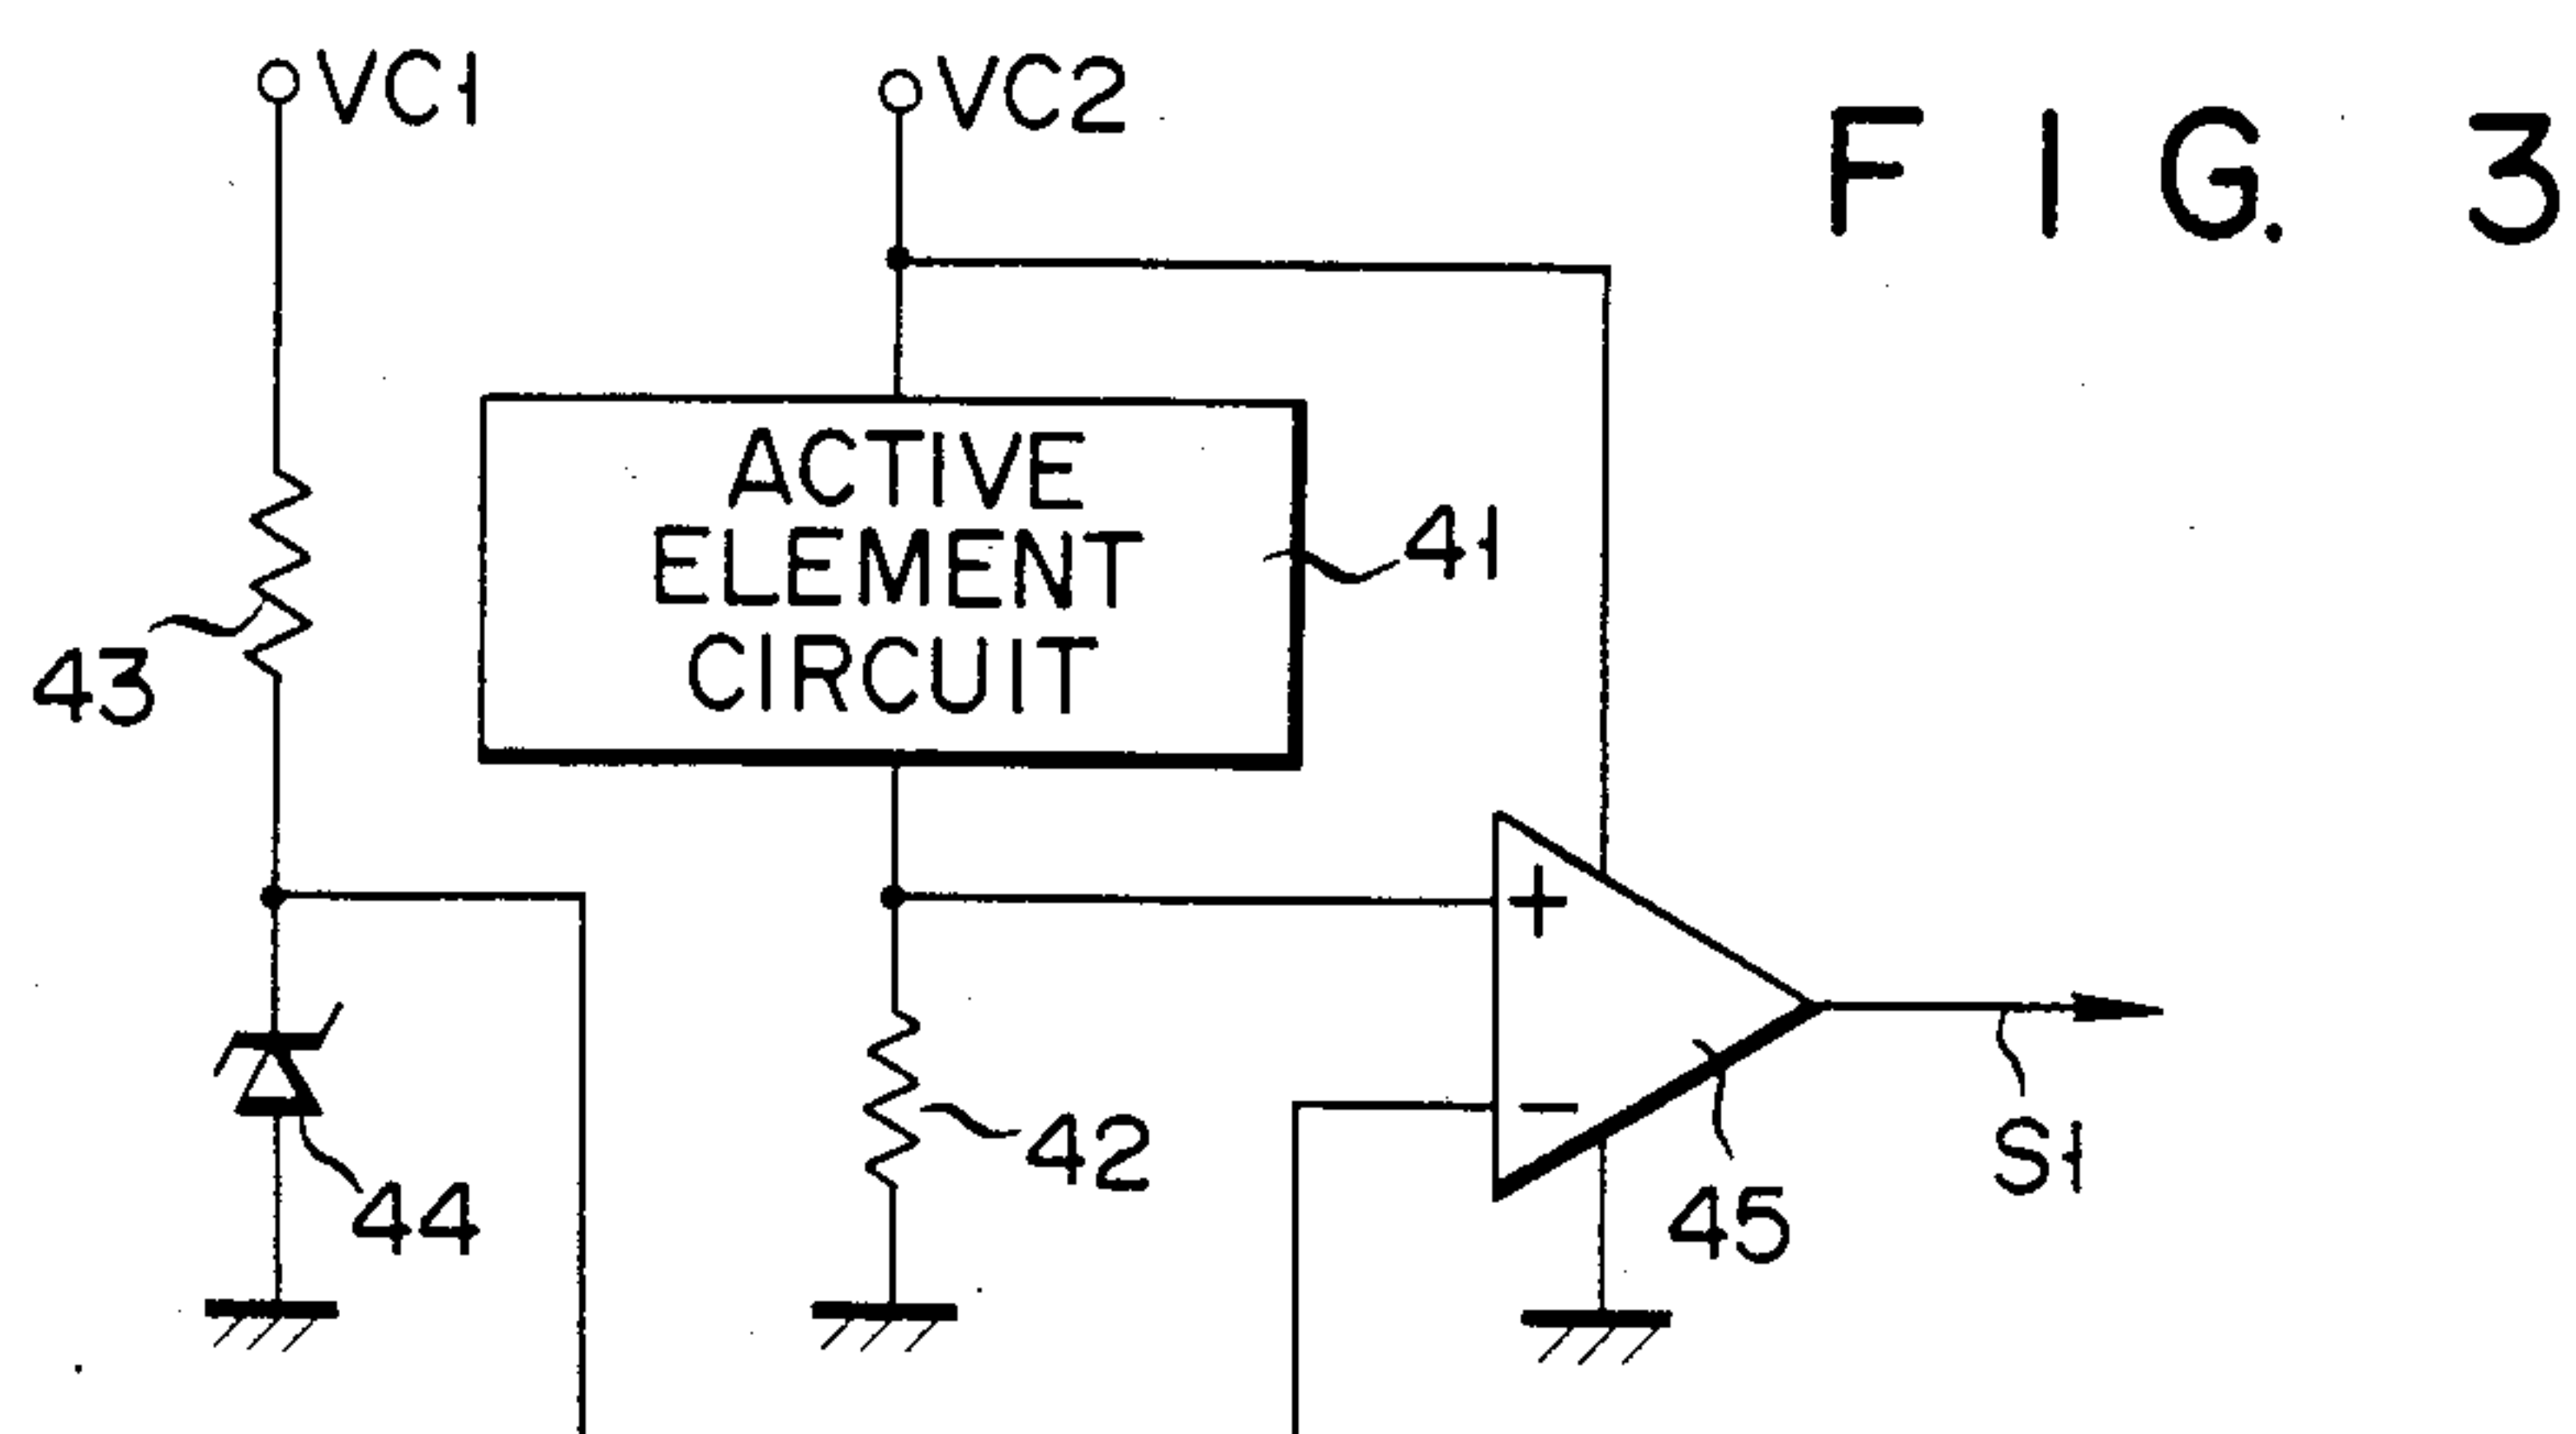 VC1
VC2
FIG. 3
ACTIVE
ELEMENT
CIRCUIT
41
43
+
-
42
44
45
S1